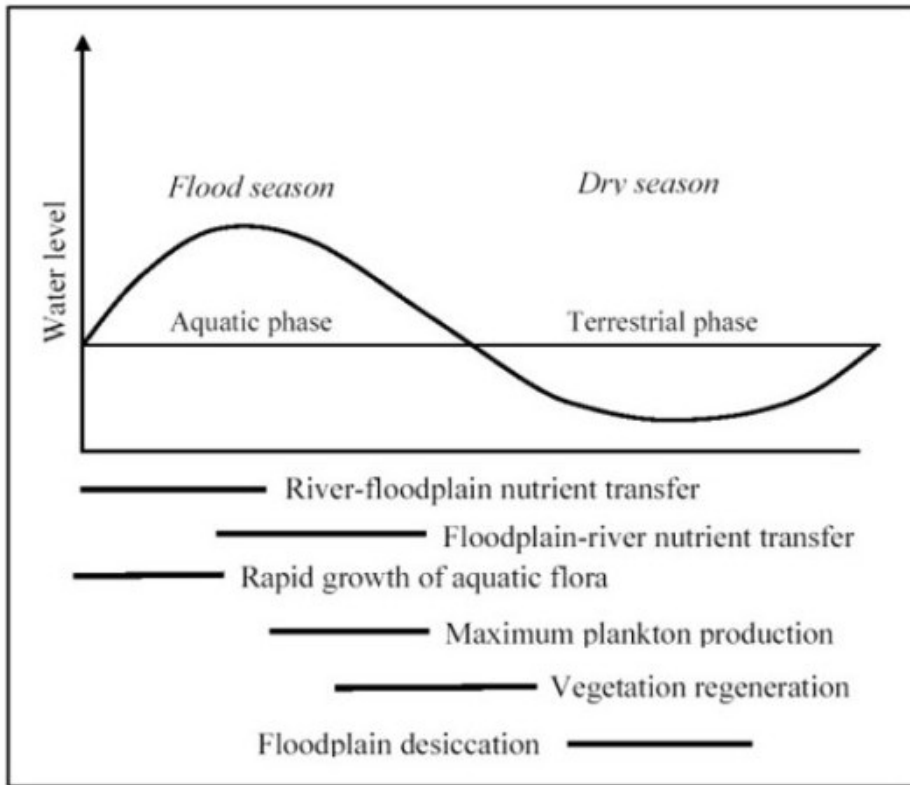 Flood season
Dry season
Water level
Aquatic phase
Terrestrial phase
River-floodplain nutrient transfer
Floodplain-river nutrient transfer
Rapid growth of aquatic flora
Maximum plankton production
Vegetation regeneration
Floodplain desiccation